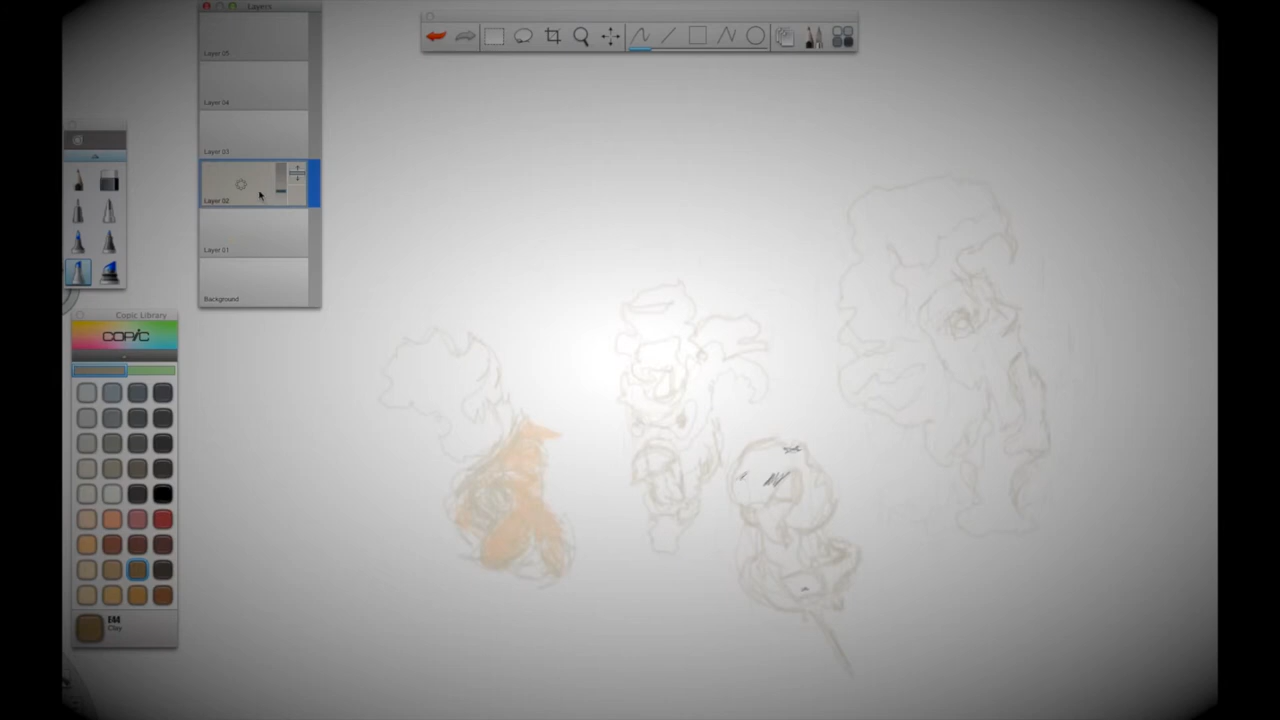 Layers
Layer 05
Layer 04
Layer 03
Layer 02
Layer 01
Background
Copic Library
COPIC
E44
Clay